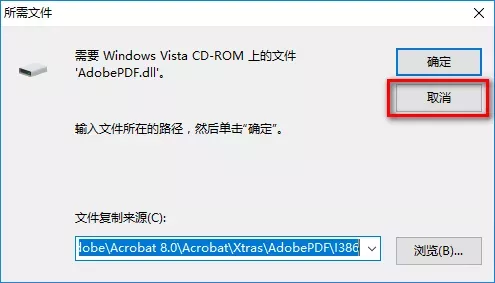 所需文件
需要 Windows Vista CD-ROM 上的文件
'AdobePDF.dll'。
确定
取消
输入文件所在的路径，然后单击“确定”。
文件复制来源(C):
dobe\Acrobat 8.0\Acrobat\Xtras\AdobePDF\I386
浏览(B)...